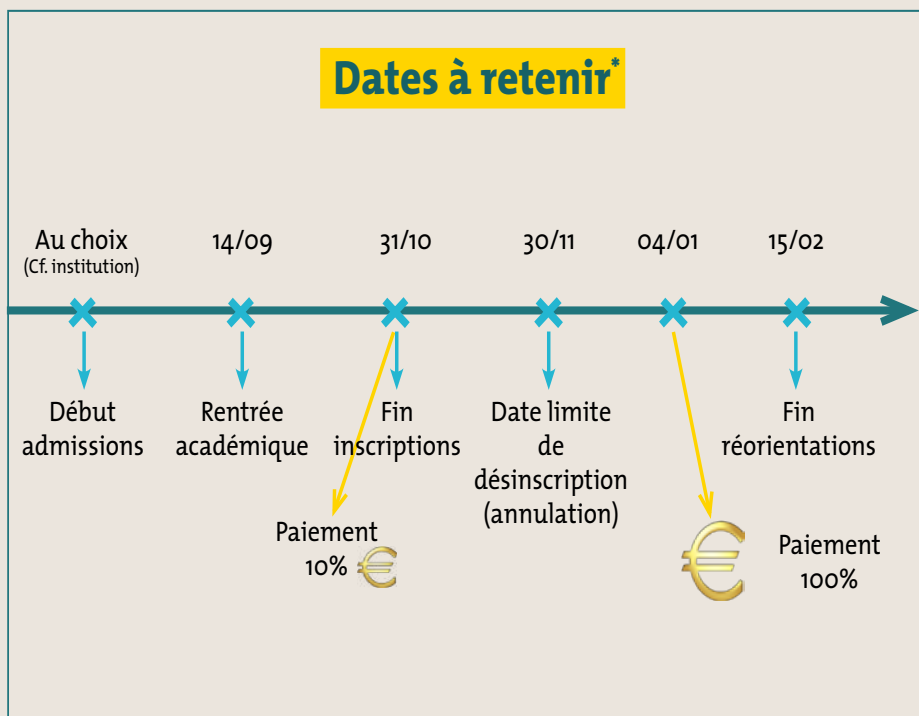 Dates à retenir*
Au choix
(Cf. institution)
14/09
31/10
30/11
04/01
15/02
Début
admissions
Rentrée
académique
Fin
inscriptions
Date limite
de
désinscription
(annulation)
Fin
réorientations
Paiement
10% €
€
Paiement
100%